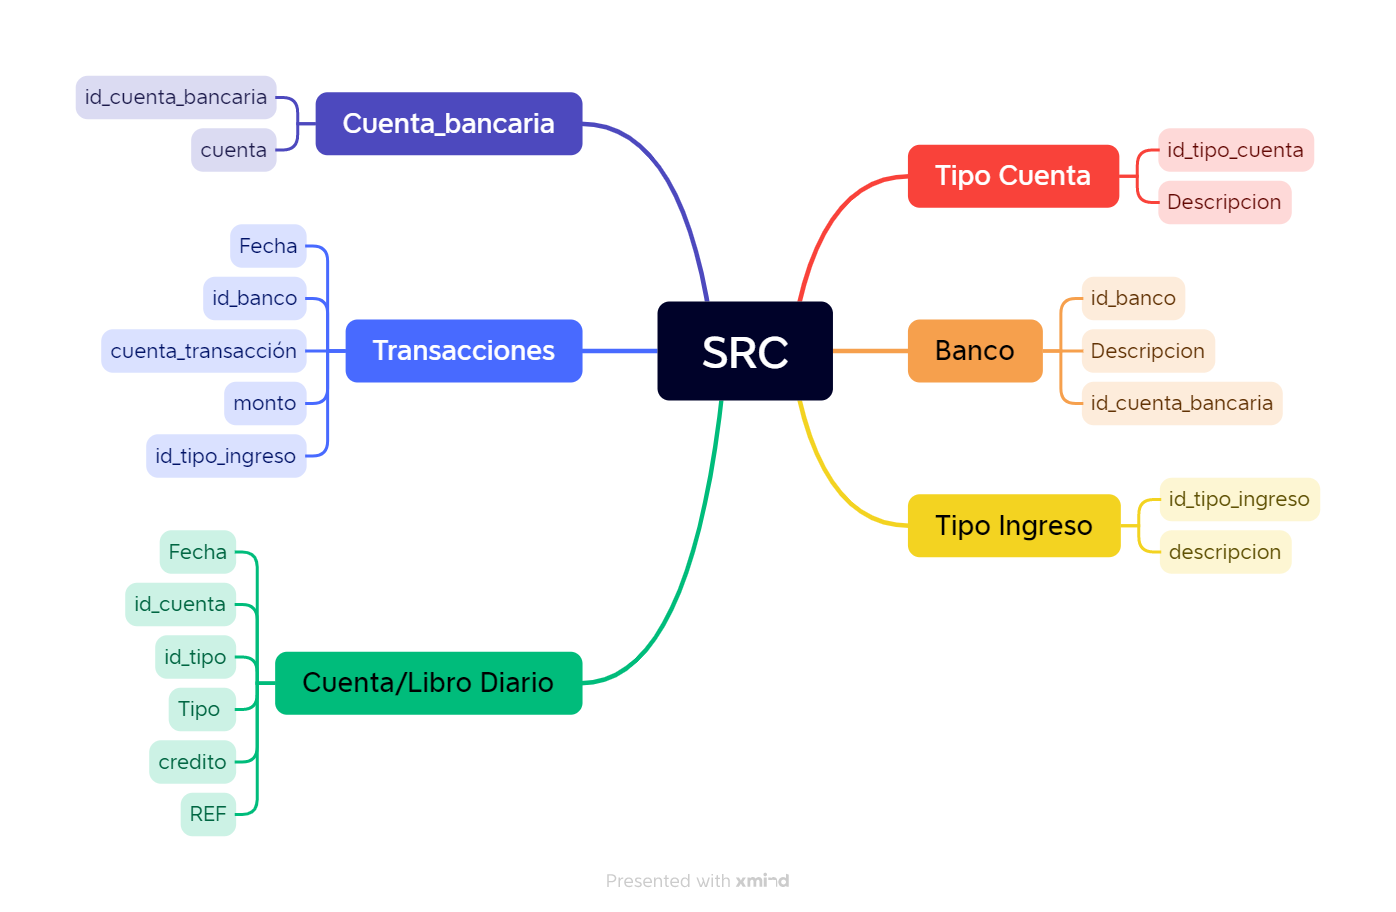 SRC
Cuenta_bancaria
id_cuenta_bancaria
cuenta
Transacciones
Fecha
id_banco
cuenta_transacción
monto
id_tipo_ingreso
Cuenta/Libro Diario
Fecha
id_cuenta
id_tipo
Tipo
credito
REF
Tipo Cuenta
id_tipo_cuenta
Descripcion
Banco
id_banco
Descripcion
id_cuenta_bancaria
Tipo Ingreso
id_tipo_ingreso
descripcion
Presented with xmind